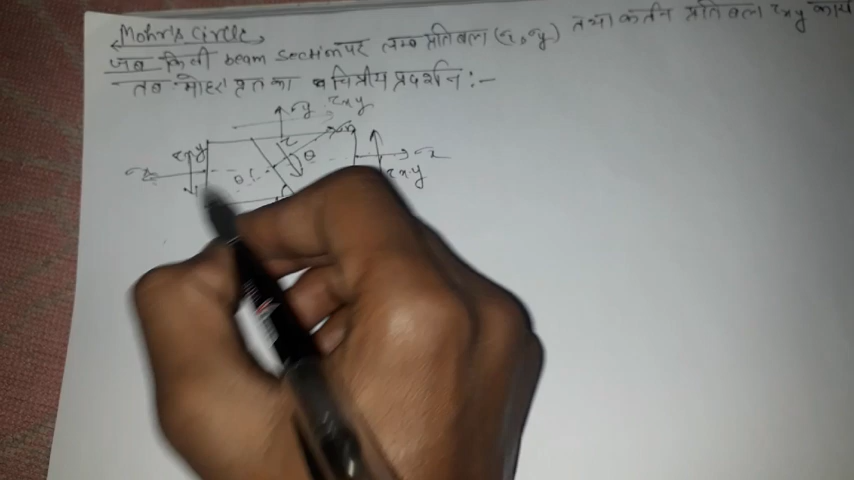 Mohr's Circle
जब किसी beam section पर लम्ब प्रतिबल (σx, σy) तथा कर्तन प्रतिबल τxy कार्य
तब मोहर वृत का चित्रीय प्रदर्शन :-
σy τxy
τxy θ σx
σx θ τxy